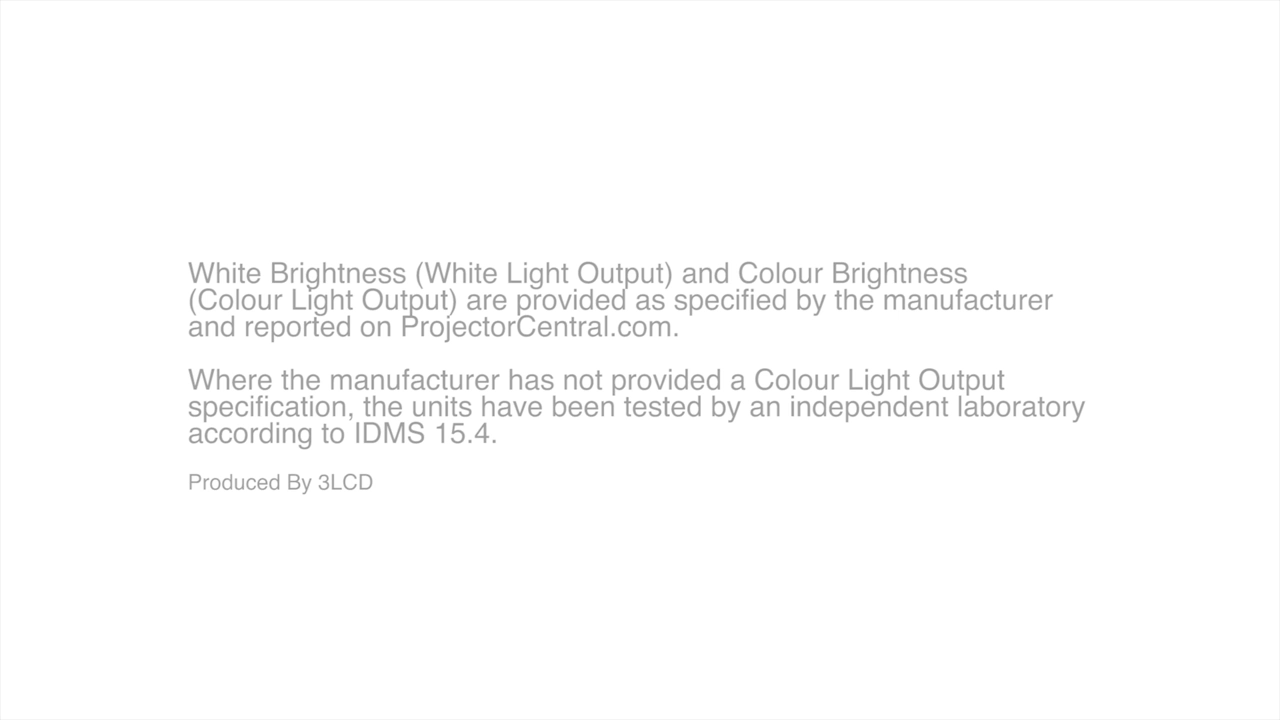 White Brightness (White Light Output) and Colour Brightness
(Colour Light Output) are provided as specified by the manufacturer
and reported on ProjectorCentral.com.
Where the manufacturer has not provided a Colour Light Output
specification, the units have been tested by an independent laboratory
according to IDMS 15.4.
Produced By 3LCD